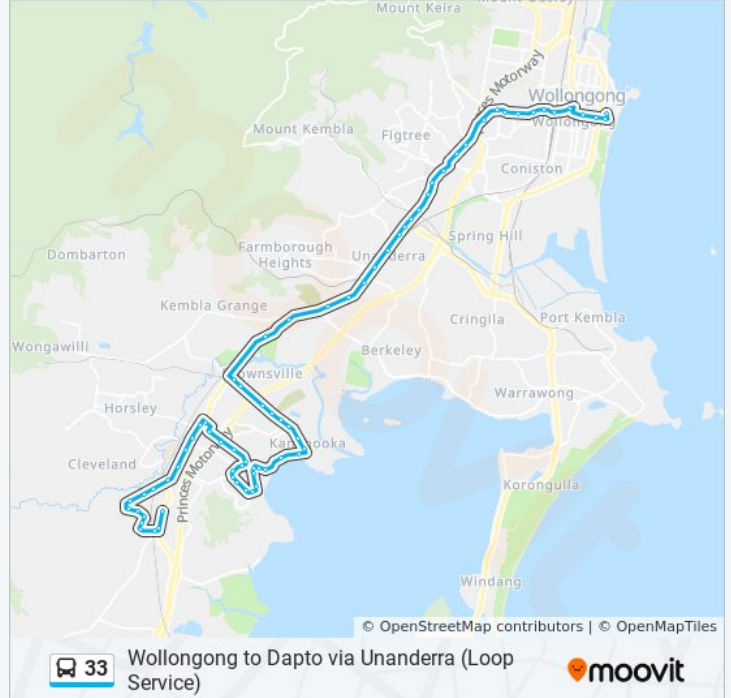 Mount Keira
Mount Kembla
Figtree
Princes Motorway
Wollongong
Coniston
Dombarton
Farmborough
Heights
Unanderra
Spring Hill
Kembla Grange
Cringila
Port Kembla
Wongawilli
Berkeley
Brownsville
Warrawong
Horsley
Kanahooka
Cleveland
Princes Motorway
Korongulla
Windang
© OpenStreetMap contributors | © OpenMapTiles
33
Wollongong to Dapto via Unanderra (Loop
Service)
moovit